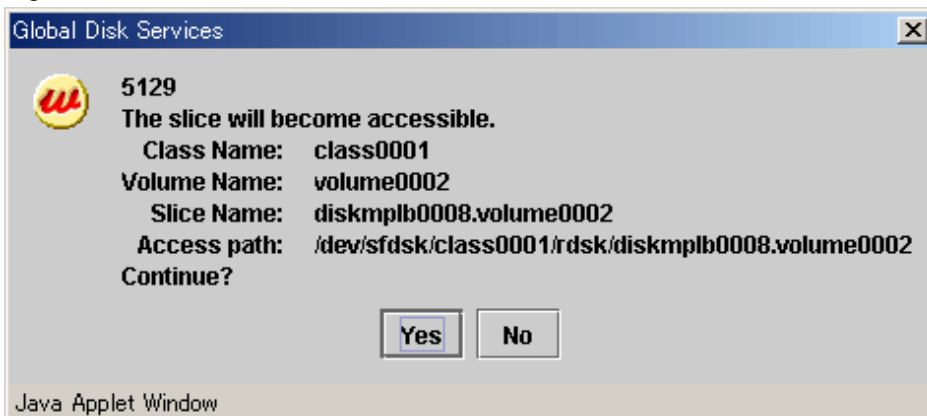 Global Disk Services
5129
The slice will become accessible.
Class Name: class0001
Volume Name: volume0002
Slice Name: diskmplb0008.volume0002
Access path: /dev/sfdsk/class0001/rdsk/diskmplb0008.volume0002
Continue?
Yes No
Java Applet Window